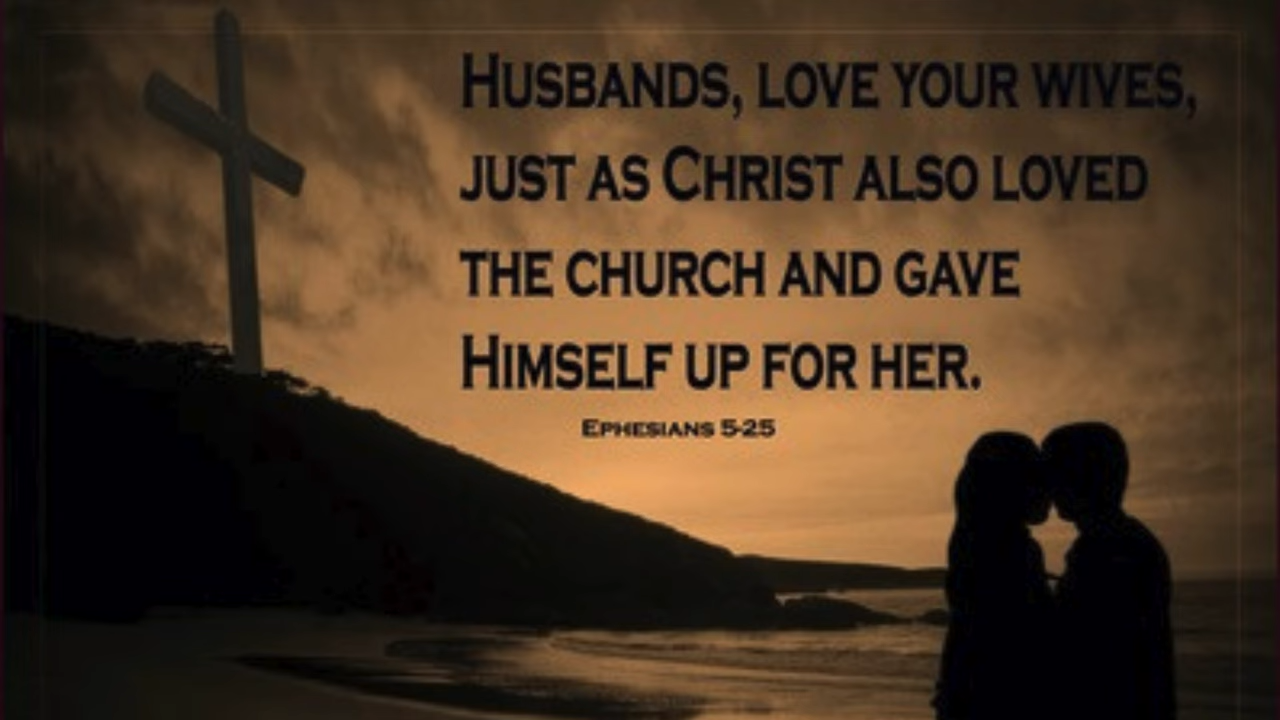 Husbands, love your wives,
just as Christ also loved
the church and gave
Himself up for her.
Ephesians 5-25